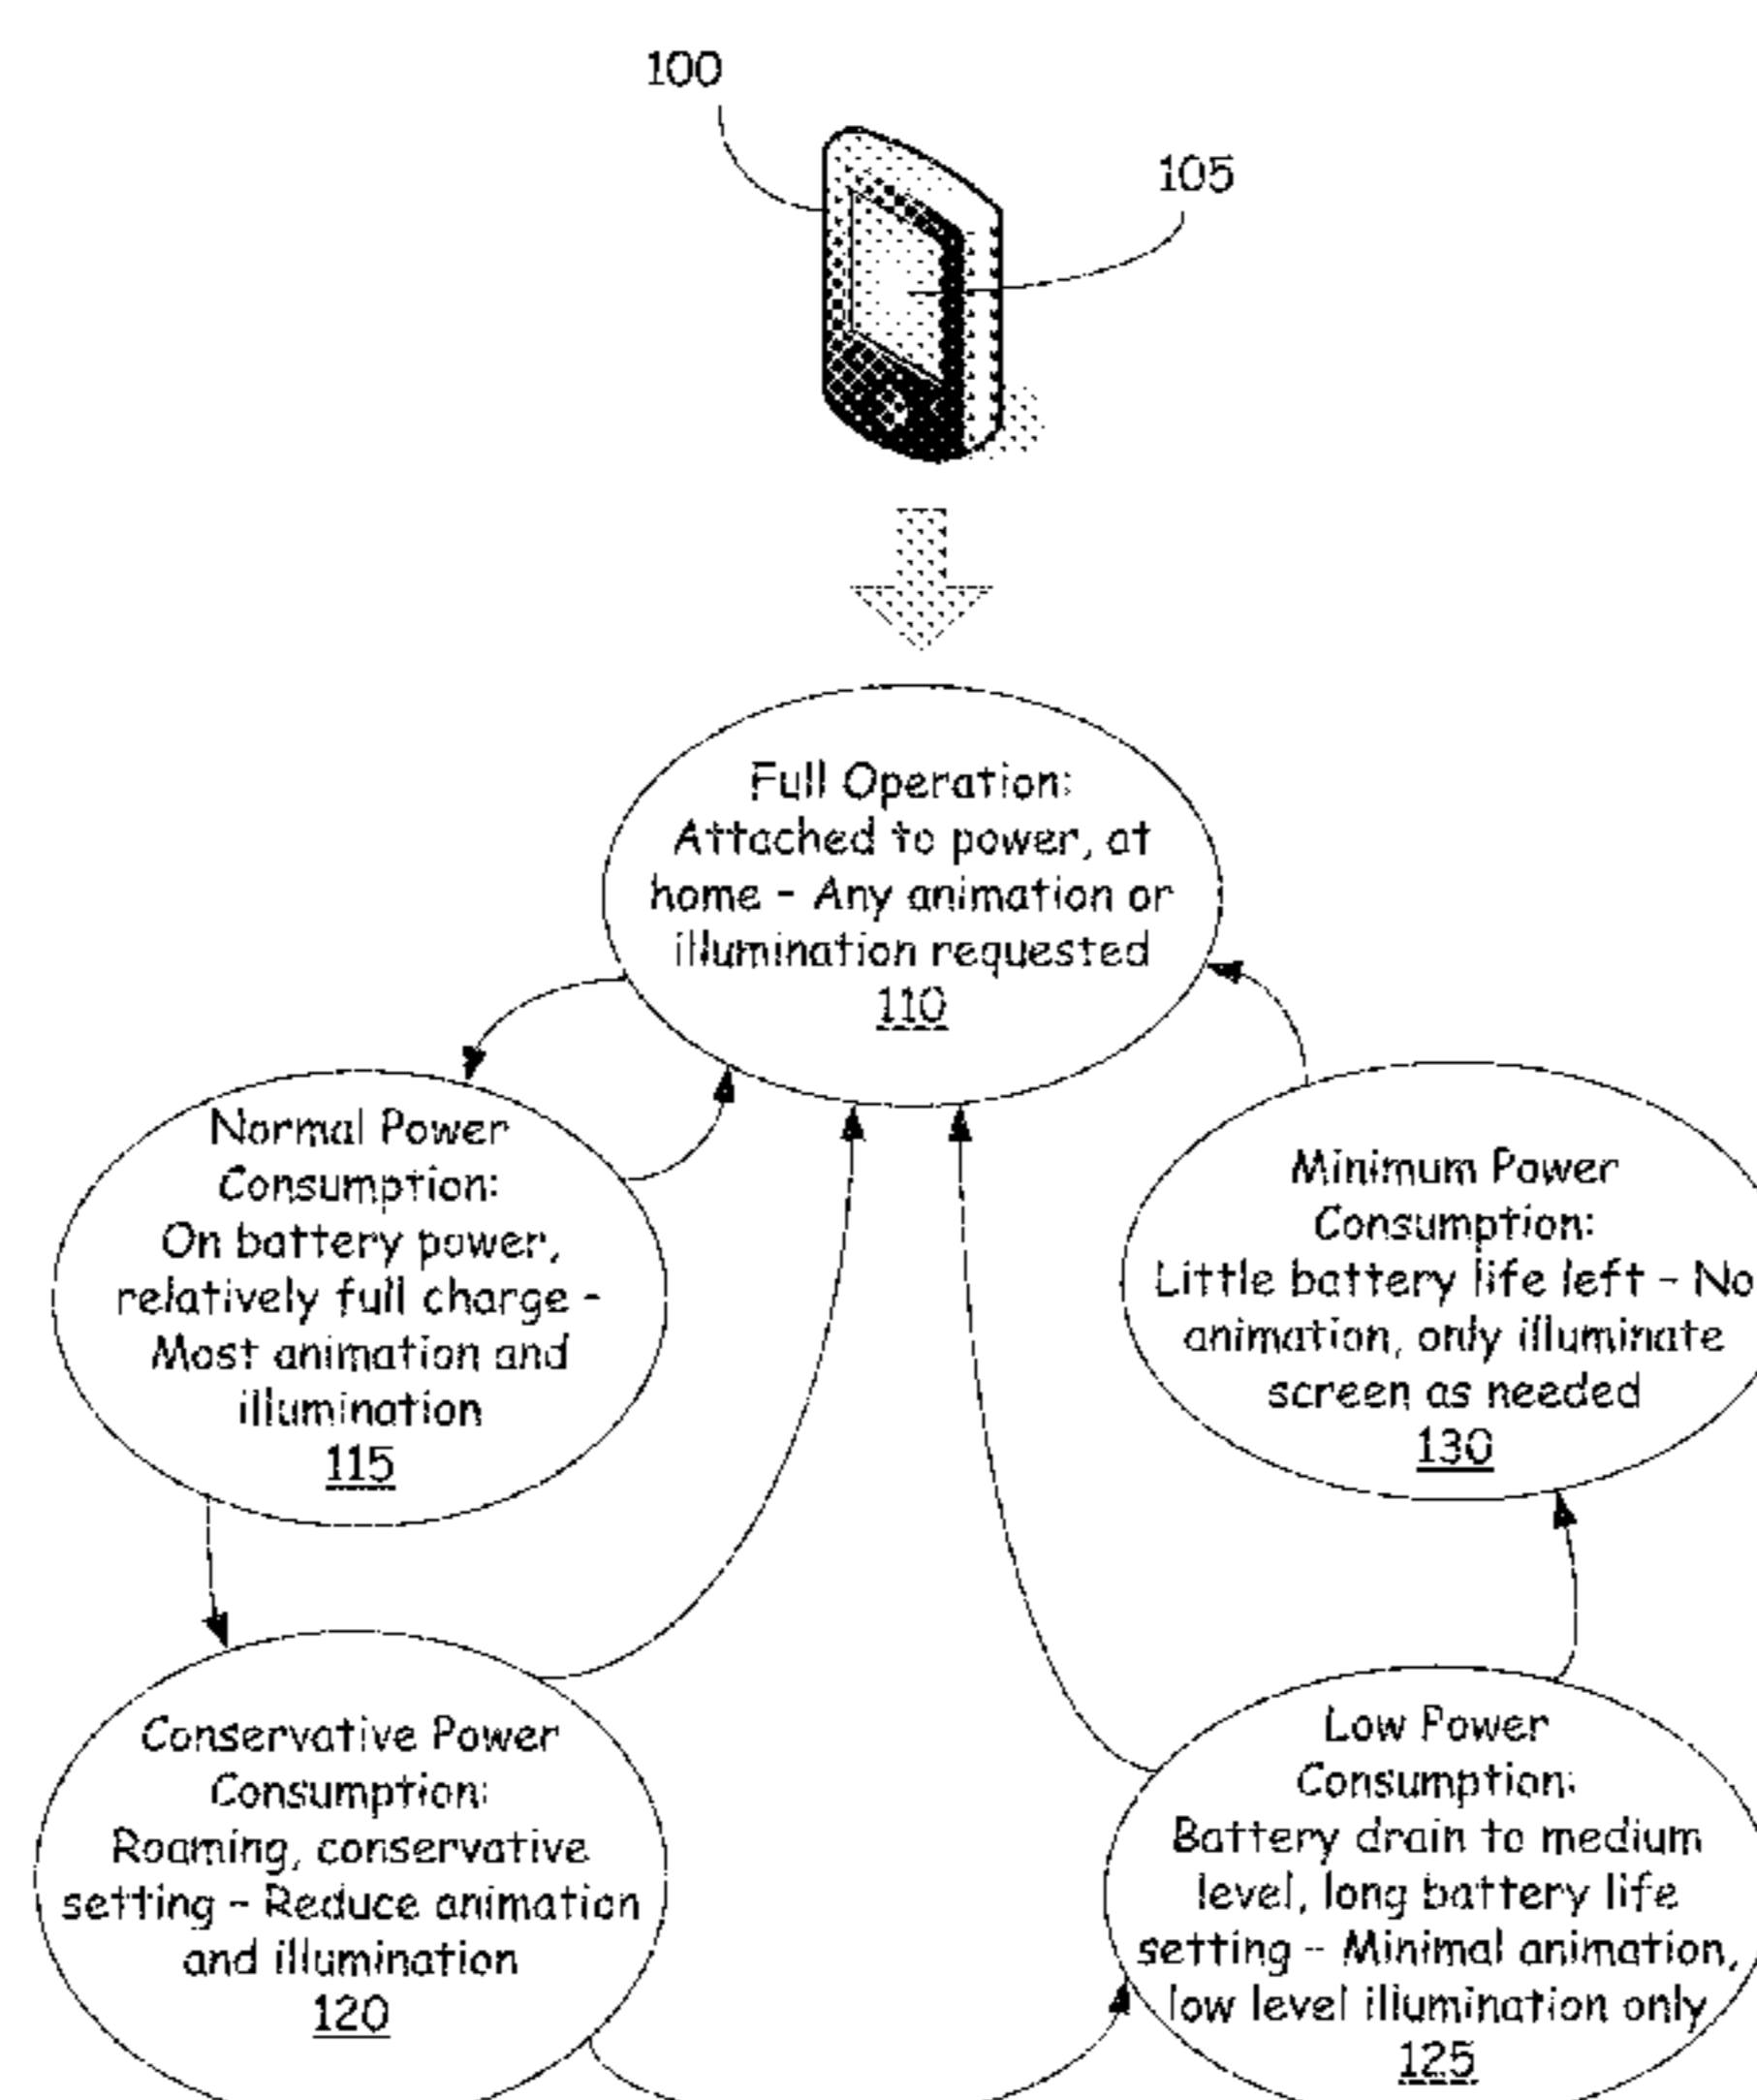 100
105
Full Operation:
Attached to power, at
home - Any animation or
illumination requested
110
Normal Power
Consumption:
On battery power,
relatively full charge -
Most animation and
illumination
115
Minimum Power
Consumption:
Little battery life left - No
animation, only illuminate
screen as needed
130
Conservative Power
Consumption:
Roaming, conservative
setting - Reduce animation
and illumination
120
Low Power
Consumption:
Battery drain to medium
level, long battery life
setting - Minimal animation,
low level illumination only
125